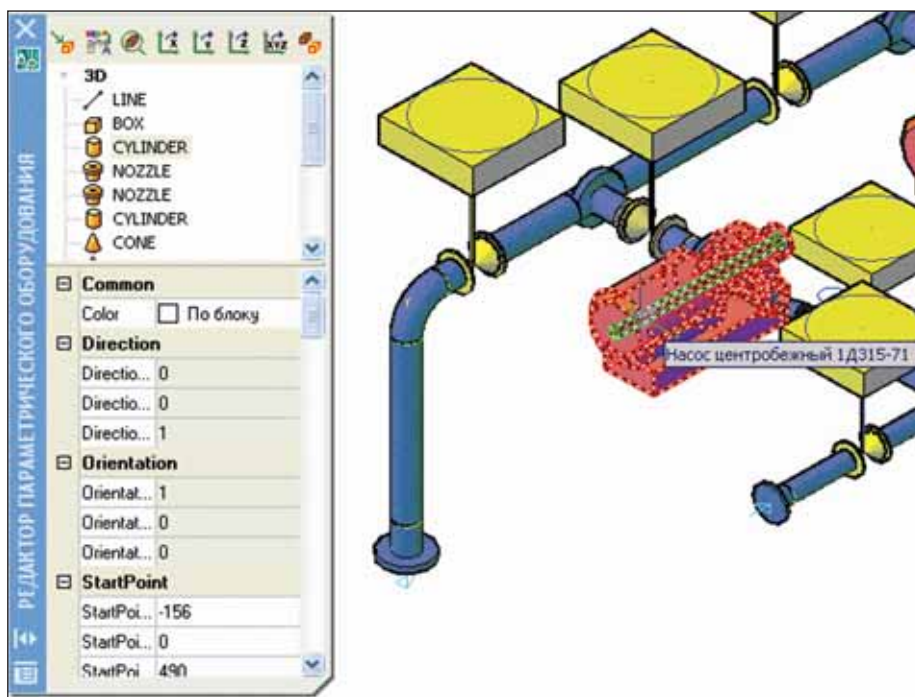 X
Y
Z
XYZ
3D
LINE
BOX
CYLINDER
NOZZLE
NOZZLE
CYLINDER
CONE
Common
Color По блоку
Direction
Directio... 0
Directio... 0
Directio... 1
Orientation
Orientat... 1
Orientat... 0
Orientat... 0
StartPoint
StartPoi... -156
StartPoi... 0
StartPoi... 490
РЕДАКТОР ПАРАМЕТРИЧЕСКОГО ОБОРУДОВАНИЯ
Насос центробежный 1Д315-71